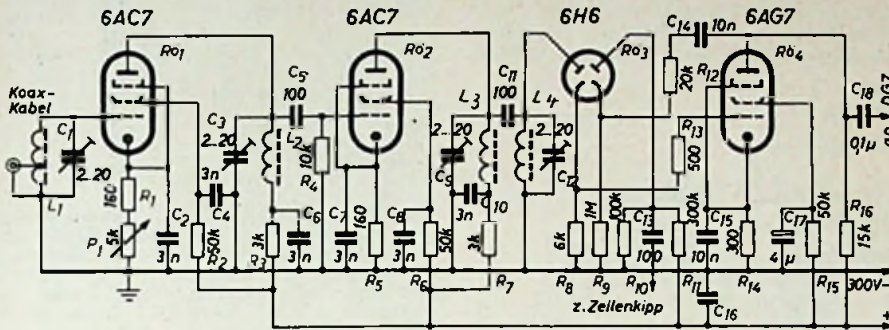 6AC7 6AC7 6H6 6AG7
Rö1 Rö2 Rö3 Rö4
C14 10n
Koax-
Kabel
C5
100
C11
100
L3 L4
R12
20k
C18
0,1µ
C1
2...20
C3
2...20
L2
10k
R4
2...20
C9
2...20
C12
R13
500
L1
160
R1
P1
5k
C2
3n
3n
C4
50k
R2
3k
R3
C6
3n
C7
3n
160
R5
C8
3n
50k
R6
3n
C10
3k
R7
6k
R8
1M
R9
100k
R10
C13
100
300k
R11
C15
10n
C16
300
R14
C17
4µ
50k
R15
R16
15k
300V–
+
z. Zellenkipp